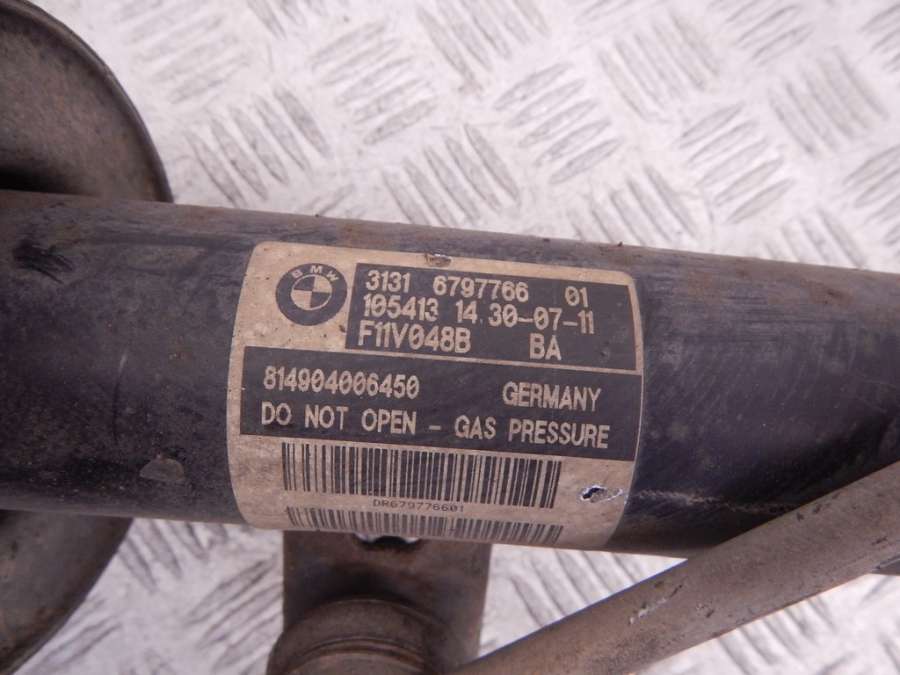 BMW
3131 6797766 01
105413 14.30-07-11
F11V048B BA
814904006450 GERMANY
DO NOT OPEN - GAS PRESSURE
DR679776601